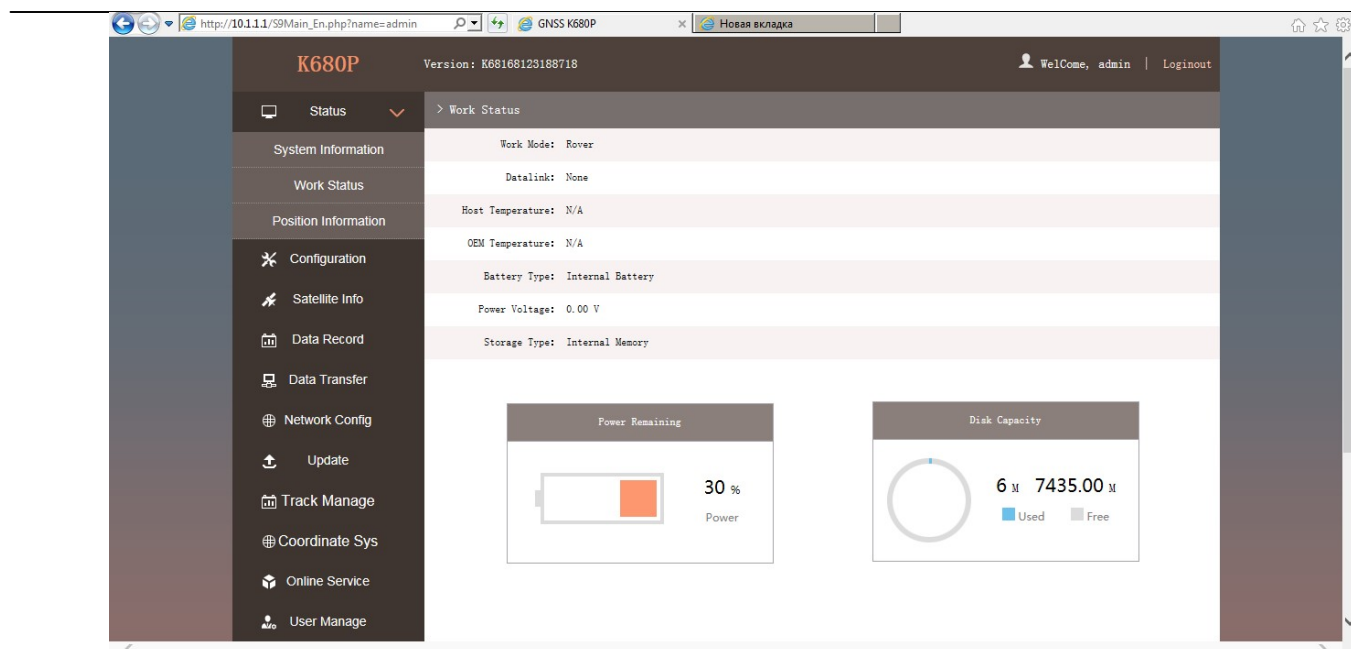 http://10.1.1.1/S9Main_En.php?name=admin
GNSS K680P
Новая вкладка
K680P
Version: K68168123188718
WelCome, admin | Loginout
Status
> Work Status
System Information
Work Status
Position Information
Configuration
Satellite Info
Data Record
Data Transfer
Network Config
Update
Track Manage
Coordinate Sys
Online Service
User Manage
Work Mode: Rover
Datalink: None
Host Temperature: N/A
OEM Temperature: N/A
Battery Type: Internal Battery
Power Voltage: 0.00 V
Storage Type: Internal Memory
Power Remaining
30 %
Power
Disk Capacity
6 M 7435.00 M
Used Free